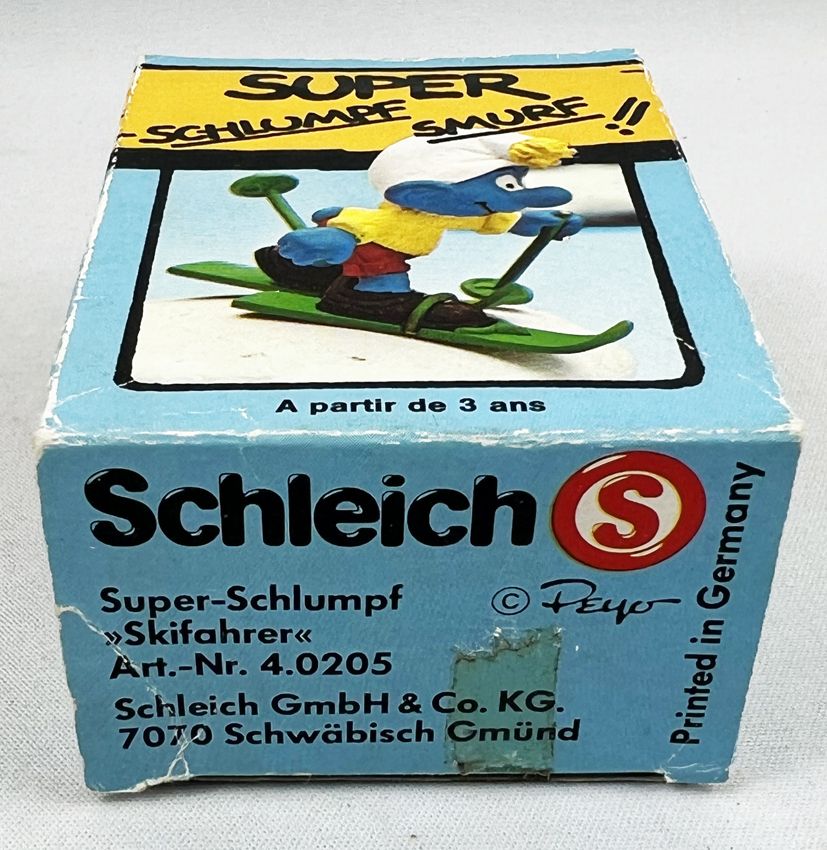 SUPER
-SCHLUMPF SMURF !!
A partir de 3 ans
Schleich S
Super-Schlumpf
»Skifahrer«
Art.-Nr. 4.0205
© Peyo
Schleich GmbH & Co. KG.
7070 Schwäbisch Gmünd
Printed in Germany